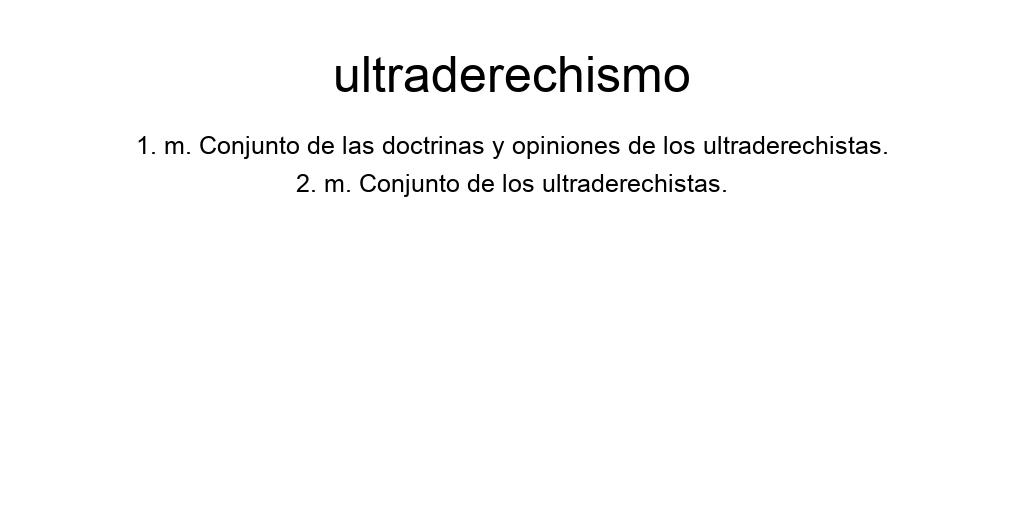 ultraderechismo
1. m. Conjunto de las doctrinas y opiniones de los ultraderechistas.
2. m. Conjunto de los ultraderechistas.